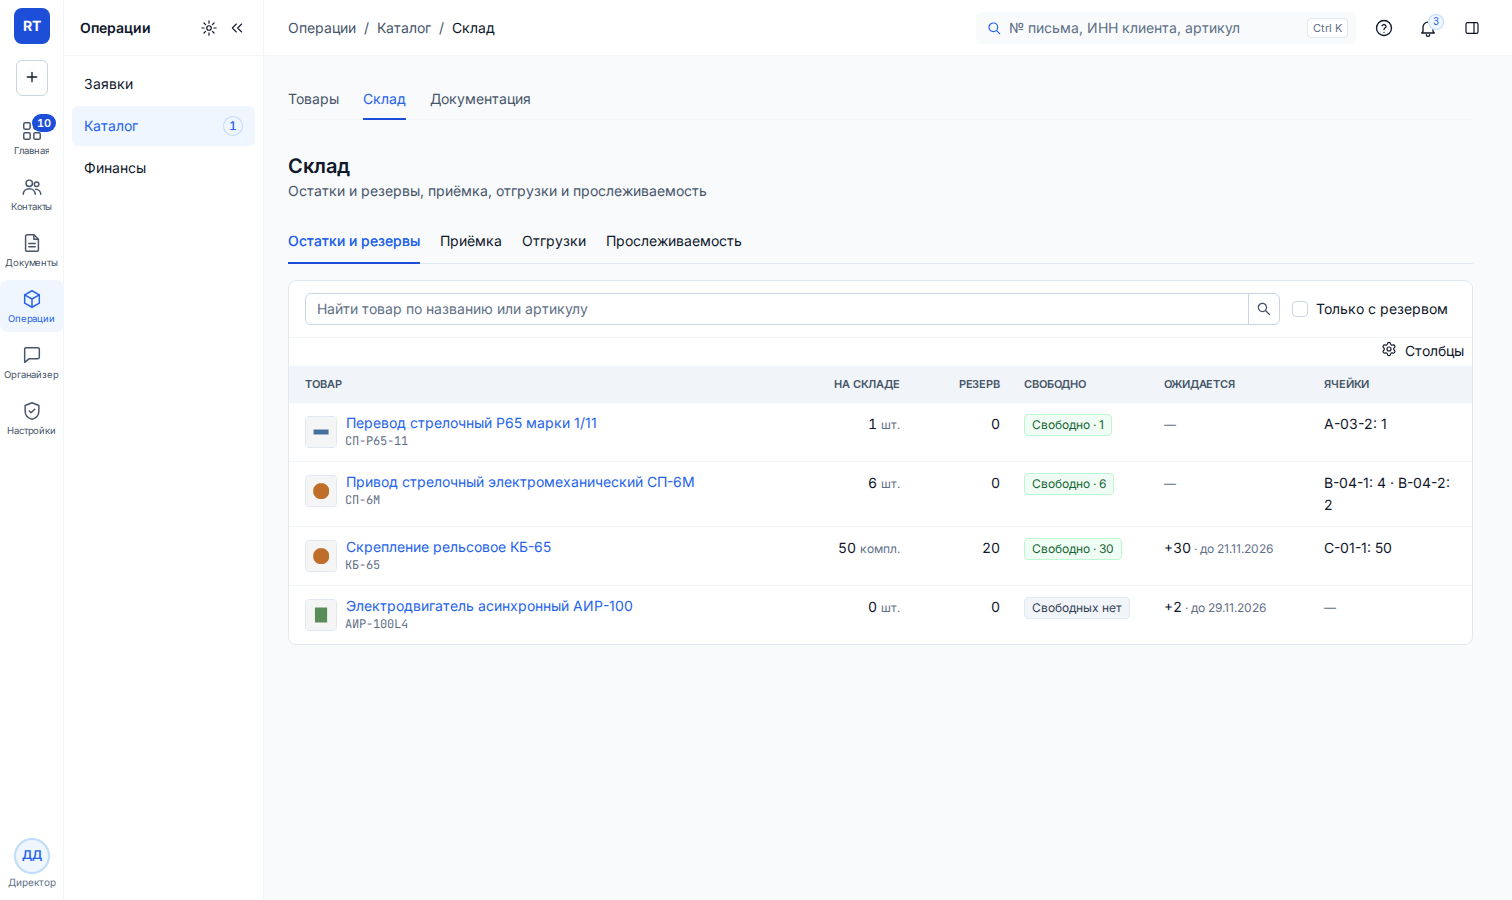 RT
Операции
Операции / Каталог / Склад
№ письма, ИНН клиента, артикул
Ctrl K
3
10
Главная
Контакты
Документы
Операции
Органайзер
Настройки
ДД
Директор
Заявки
Каталог 1
Финансы
Товары Склад Документация
Склад
Остатки и резервы, приёмка, отгрузки и прослеживаемость
Остатки и резервы Приёмка Отгрузки Прослеживаемость
Найти товар по названию или артикулу
Только с резервом
Столбцы
ТОВАР НА СКЛАДЕ РЕЗЕРВ СВОБОДНО ОЖИДАЕТСЯ ЯЧЕЙКИ
Перевод стрелочный Р65 марки 1/11 1 шт. 0 Свободно · 1 — A-03-2: 1
СП-Р65-11
Привод стрелочный электромеханический СП-6М 6 шт. 0 Свободно · 6 — B-04-1: 4 · B-04-2:
2
СП-6М
Скрепление рельсовое КБ-65 50 компл. 20 Свободно · 30 +30 · до 21.11.2026 C-01-1: 50
КБ-65
Электродвигатель асинхронный АИР-100 0 шт. 0 Свободных нет +2 · до 29.11.2026 —
АИР-100L4